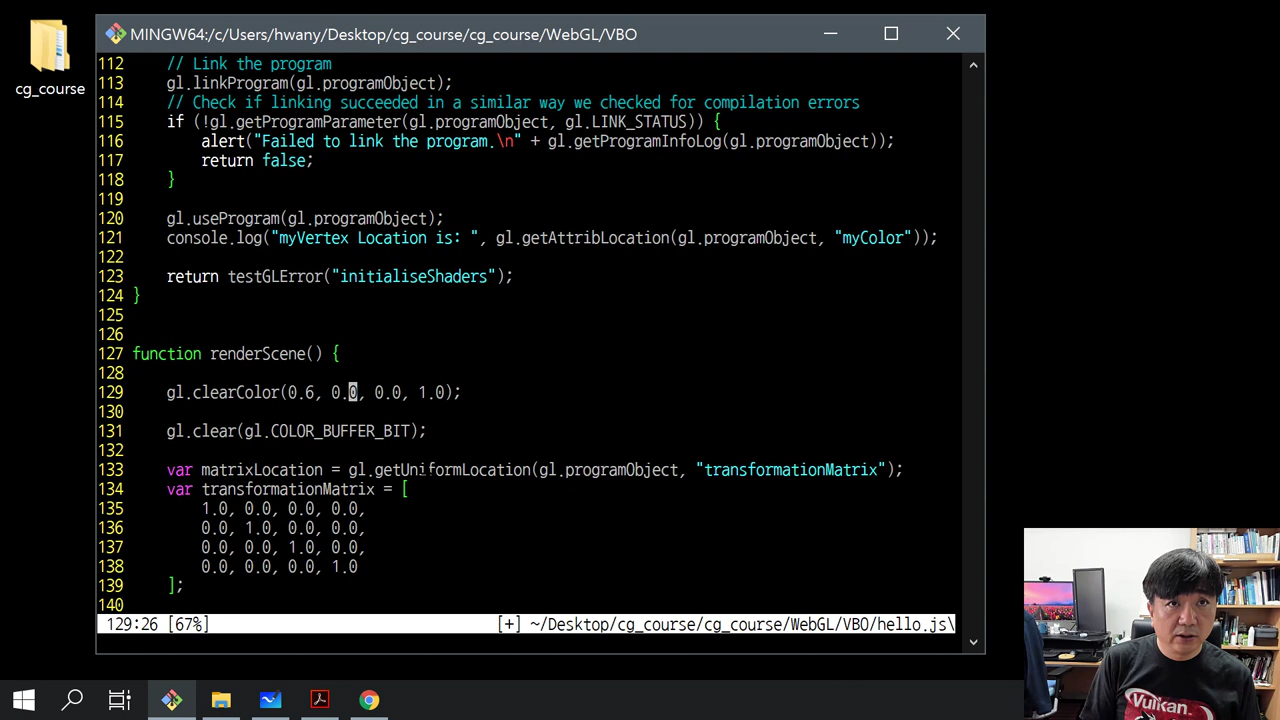 MINGW64:/c/Users/hwany/Desktop/cg_course/cg_course/WebGL/VBO
cg_course
112 // Link the program
113 gl.linkProgram(gl.programObject);
114 // Check if linking succeeded in a similar way we checked for compilation errors
115 if (!gl.getProgramParameter(gl.programObject, gl.LINK_STATUS)) {
116 alert("Failed to link the program.\n" + gl.getProgramInfoLog(gl.programObject));
117 return false;
118 }
119
120 gl.useProgram(gl.programObject);
121 console.log("myVertex Location is: ", gl.getAttribLocation(gl.programObject, "myColor"));
122
123 return testGLError("initialiseShaders");
124 }
125
126
127 function renderScene() {
128
129 gl.clearColor(0.6, 0.0, 0.0, 1.0);
130
131 gl.clear(gl.COLOR_BUFFER_BIT);
132
133 var matrixLocation = gl.getUniformLocation(gl.programObject, "transformationMatrix");
134 var transformationMatrix = [
135 1.0, 0.0, 0.0, 0.0,
136 0.0, 1.0, 0.0, 0.0,
137 0.0, 0.0, 1.0, 0.0,
138 0.0, 0.0, 0.0, 1.0
139 ];
140
129:26 [67%] [+] ~/Desktop/cg_course/cg_course/WebGL/VBO/hello.js\
Vulkan